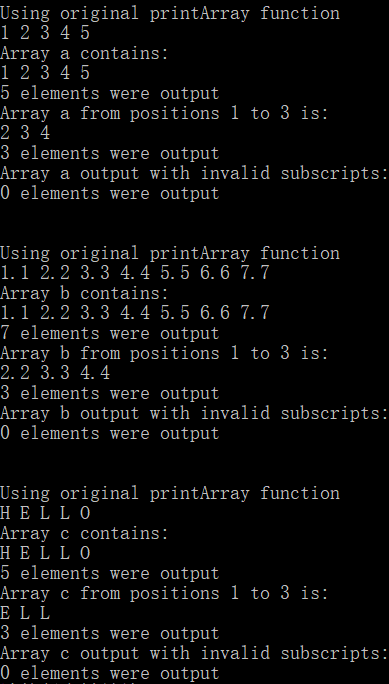 Using original printArray function
1 2 3 4 5
Array a contains:
1 2 3 4 5
5 elements were output
Array a from positions 1 to 3 is:
2 3 4
3 elements were output
Array a output with invalid subscripts:
0 elements were output
Using original printArray function
1.1 2.2 3.3 4.4 5.5 6.6 7.7
Array b contains:
1.1 2.2 3.3 4.4 5.5 6.6 7.7
7 elements were output
Array b from positions 1 to 3 is:
2.2 3.3 4.4
3 elements were output
Array b output with invalid subscripts:
0 elements were output
Using original printArray function
H E L L O
Array c contains:
H E L L O
5 elements were output
Array c from positions 1 to 3 is:
E L L
3 elements were output
Array c output with invalid subscripts:
0 elements were output